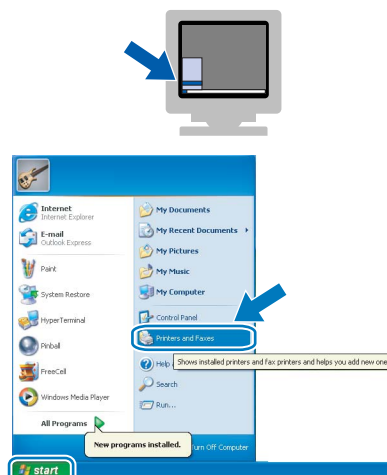 Internet
Internet Explorer
E-mail
Outlook Express
Paint
System Restore
HyperTerminal
Pinball
FreeCell
Windows Media Player
All Programs
My Documents
My Recent Documents
My Pictures
My Music
My Computer
Control Panel
Printers and Faxes
Shows installed printers and fax printers and helps you add new one
Help
Search
Run...
New programs installed.
Turn Off Computer
start